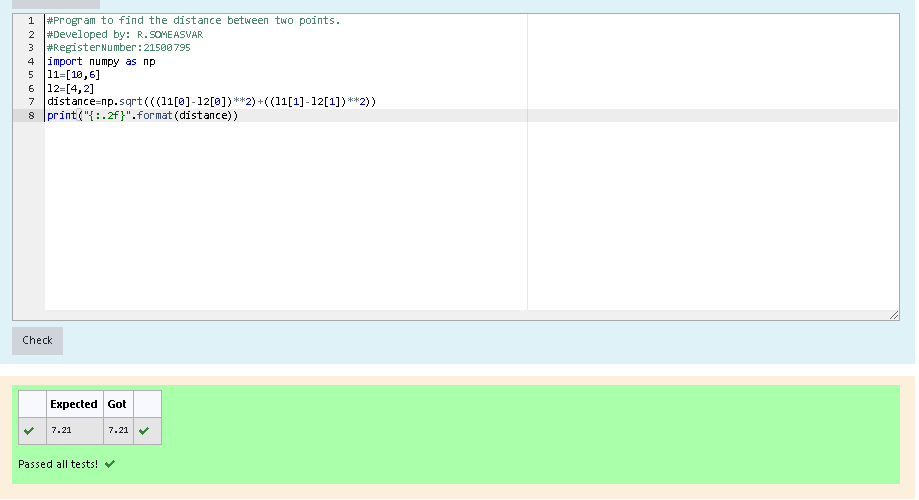 1 #Program to find the distance between two points.
2 #Developed by: R.SOMEASVAR
3 #RegisterNumber:21500795
4 import numpy as np
5 l1=[10,6]
6 l2=[4,2]
7 distance=np.sqrt(((l1[0]-l2[0])**2)+((l1[1]-l2[1])**2))
8 print("{:.2f}".format(distance))
Check
Expected Got
7.21 7.21
Passed all tests!